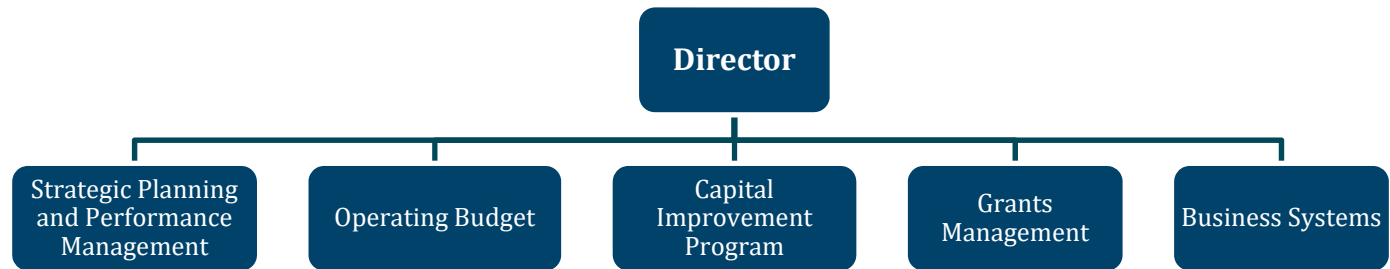 Director
Strategic Planning
and Performance
Management
Operating Budget
Capital
Improvement
Program
Grants
Management
Business Systems